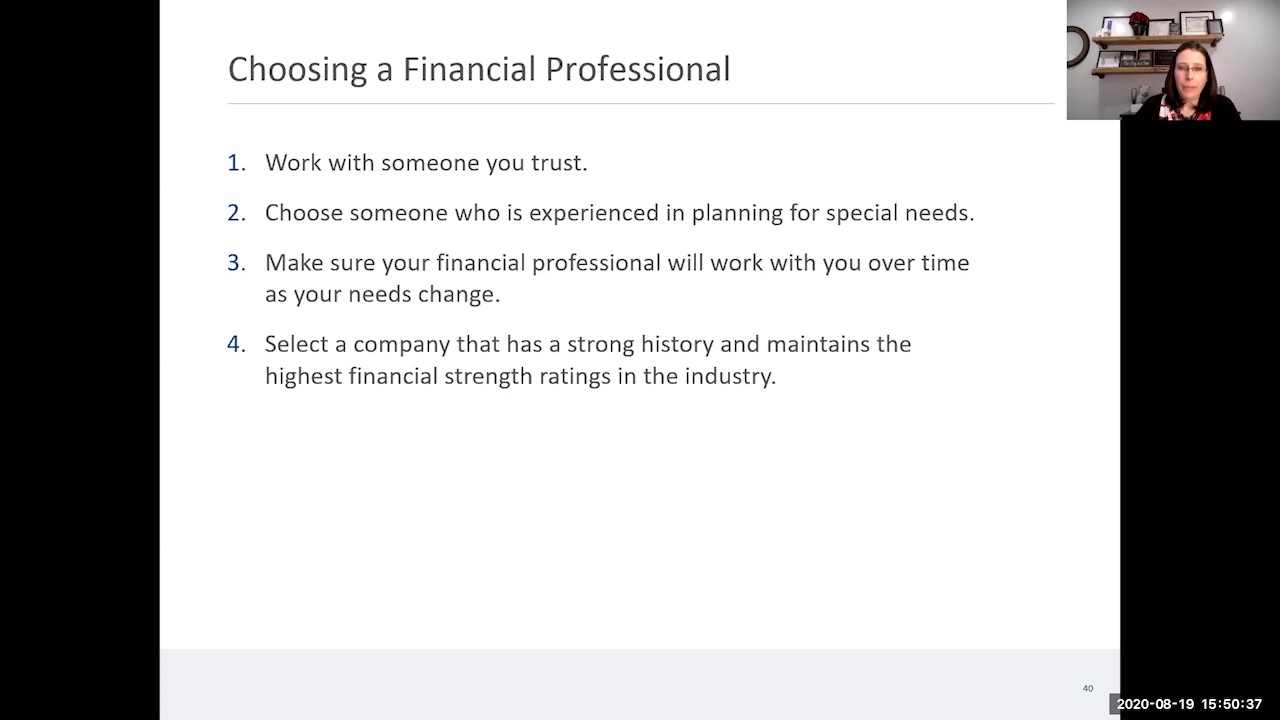 Choosing a Financial Professional
1. Work with someone you trust.
2. Choose someone who is experienced in planning for special needs.
3. Make sure your financial professional will work with you over time
as your needs change.
4. Select a company that has a strong history and maintains the
highest financial strength ratings in the industry.
40
2020-08-19 15:50:37